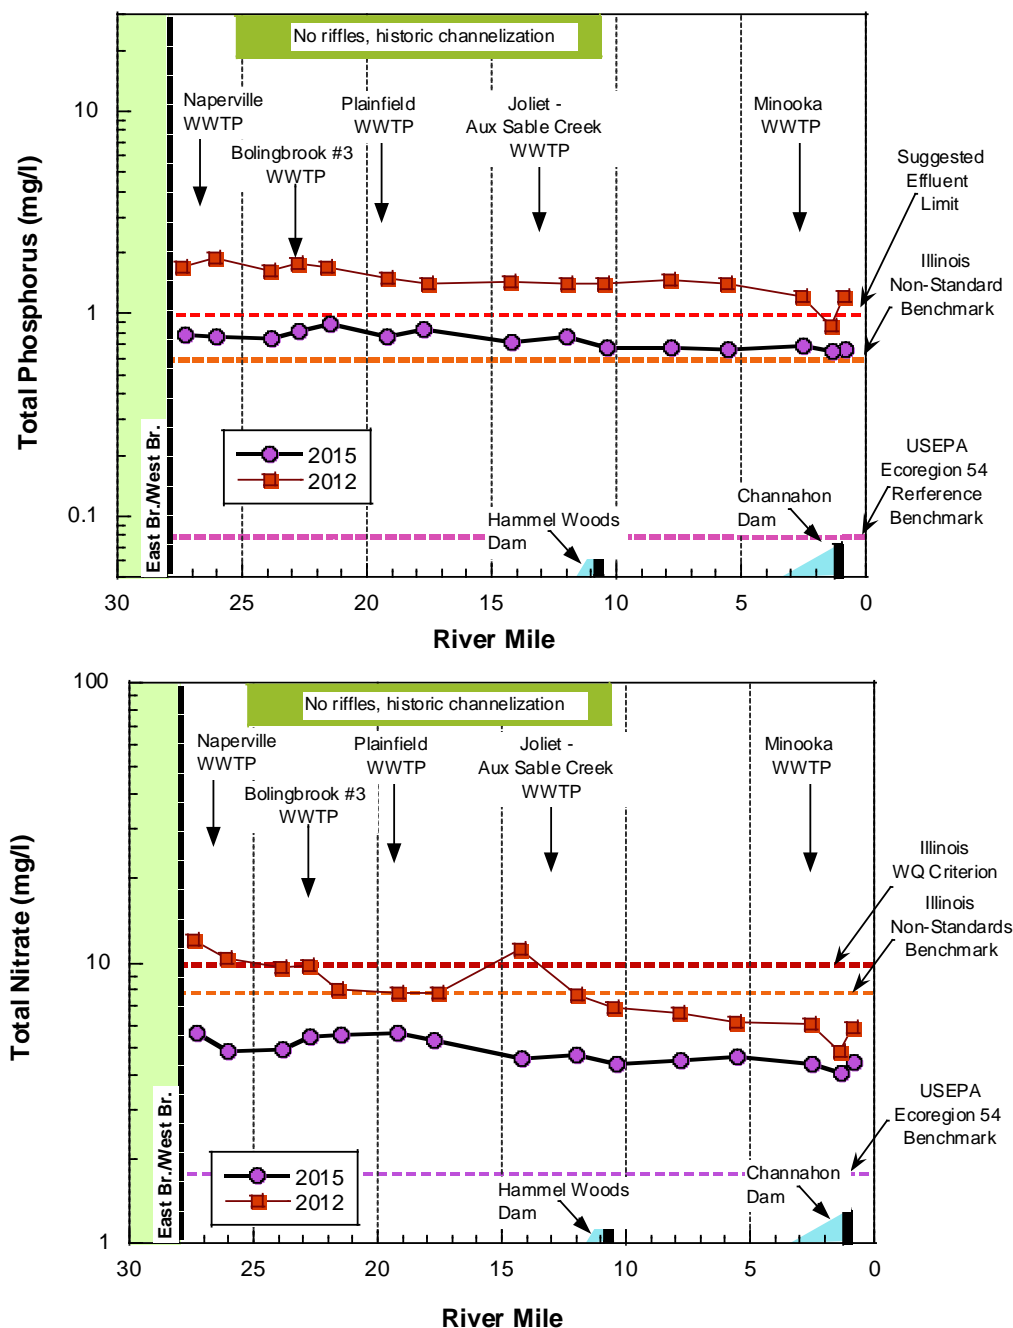 No riffles, historic channelization
Naperville
WWTP
Bolingbrook #3
WWTP
Plainfield
WWTP
Joliet -
Aux Sable Creek
WWTP
Minooka
WWTP
Suggested
Effluent
Limit
Illinois
Non-Standard
Benchmark
USEPA
Ecoregion 54
Rerference
Benchmark
Total Phosphorus (mg/l)
10
1
0.1
East Br./West Br.
2015
2012
Hammel Woods
Dam
Channahon
Dam
30
25
20
15
10
5
0
River Mile
No riffles, historic channelization
Naperville
WWTP
Bolingbrook #3
WWTP
Plainfield
WWTP
Joliet -
Aux Sable Creek
WWTP
Minooka
WWTP
Illinois
WQ Criterion
Illinois
Non-Standards
Benchmark
USEPA
Ecoregion 54
Benchmark
Total Nitrate (mg/l)
100
10
1
East Br./West Br.
2015
2012
Hammel Woods
Dam
Channahon
Dam
30
25
20
15
10
5
0
River Mile